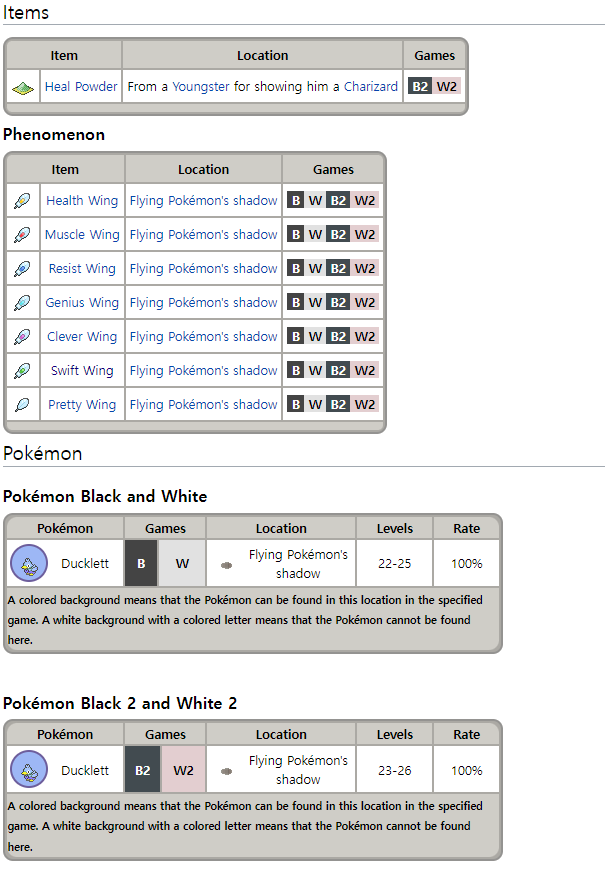 Items
Item Location Games
Heal Powder From a Youngster for showing him a Charizard B2 W2
Phenomenon
Item Location Games
Health Wing Flying Pokémon's shadow B W B2 W2
Muscle Wing Flying Pokémon's shadow B W B2 W2
Resist Wing Flying Pokémon's shadow B W B2 W2
Genius Wing Flying Pokémon's shadow B W B2 W2
Clever Wing Flying Pokémon's shadow B W B2 W2
Swift Wing Flying Pokémon's shadow B W B2 W2
Pretty Wing Flying Pokémon's shadow B W B2 W2
Pokémon
Pokémon Black and White
Pokémon Games Location Levels Rate
Ducklett B W Flying Pokémon's shadow 22-25 100%
A colored background means that the Pokémon can be found in this location in the specified
game. A white background with a colored letter means that the Pokémon cannot be found
here.
Pokémon Black 2 and White 2
Pokémon Games Location Levels Rate
Ducklett B2 W2 Flying Pokémon's shadow 23-26 100%
A colored background means that the Pokémon can be found in this location in the specified
game. A white background with a colored letter means that the Pokémon cannot be found
here.